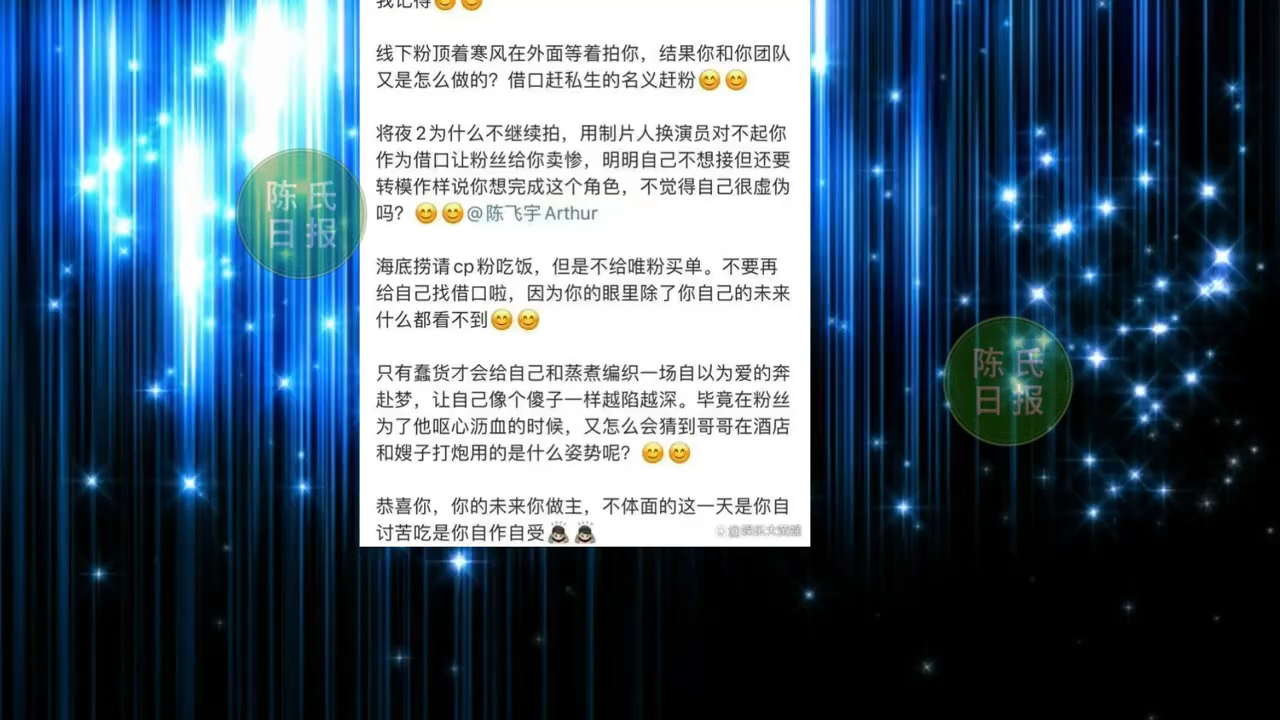 我记得😊😊
线下粉顶着寒风在外面等着拍你，结果你和你团队
又是怎么做的？借口赶私生的名义赶粉😊😊
将夜2为什么不继续拍，用制片人换演员对不起你
作为借口让粉丝给你卖惨，明明自己不想接但还要
转模作样说你想完成这个角色，不觉得自己很虚伪
吗？😊😊@陈飞宇Arthur
海底捞请cp粉吃饭，但是不给唯粉买单。不要再
给自己找借口啦，因为你的眼里除了你自己的未来
什么都看不到😊😊
只有蠢货才会给自己和蒸煮编织一场自以为爱的奔
赴梦，让自己像个傻子一样越陷越深。毕竟在粉丝
为了他呕心沥血的时候，又怎么会猜到哥哥在酒店
和嫂子打炮用的是什么姿势呢？😊😊
恭喜你，你的未来你做主，不体面的这一天是你自
讨苦吃是你自作自受
陈氏
日报
陈氏
日报